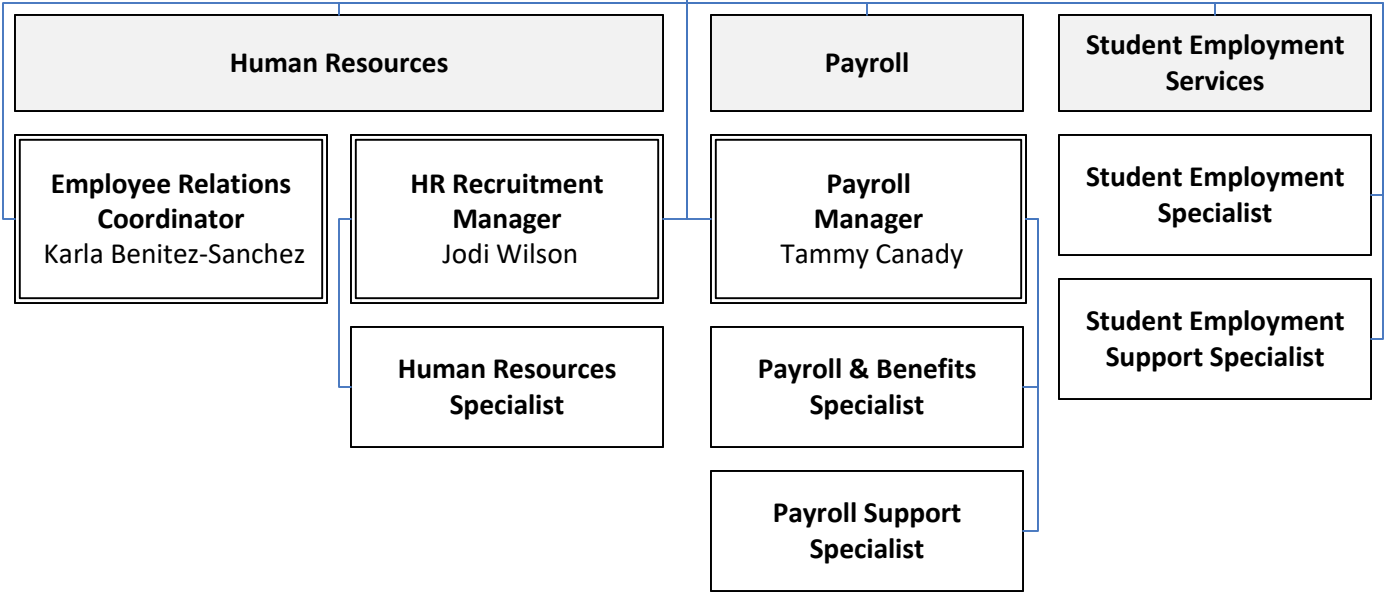 Human Resources
Payroll
Student Employment
Services
Employee Relations
Coordinator
Karla Benitez-Sanchez
HR Recruitment
Manager
Jodi Wilson
Payroll
Manager
Tammy Canady
Student Employment
Specialist
Student Employment
Support Specialist
Human Resources
Specialist
Payroll & Benefits
Specialist
Payroll Support
Specialist